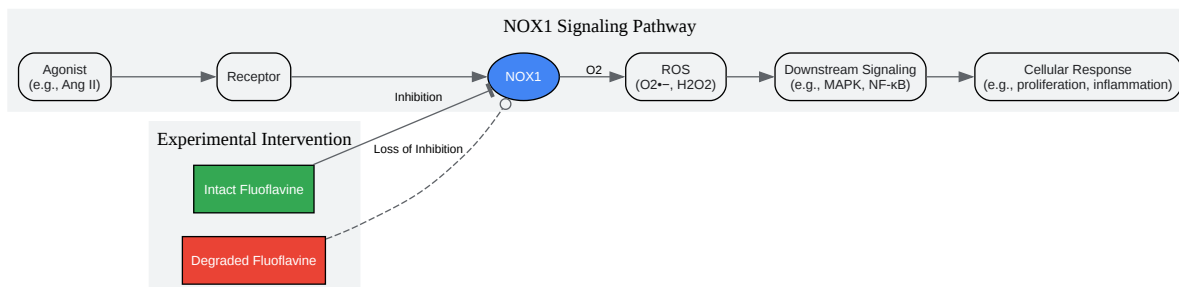 NOX1 Signaling Pathway
Agonist
(e.g., Ang II)
Receptor
NOX1
O2
ROS
(O2•−, H2O2)
Downstream Signaling
(e.g., MAPK, NF-κB)
Cellular Response
(e.g., proliferation, inflammation)
Inhibition
Experimental Intervention
Loss of Inhibition
Intact Fluoflavine
Degraded Fluoflavine